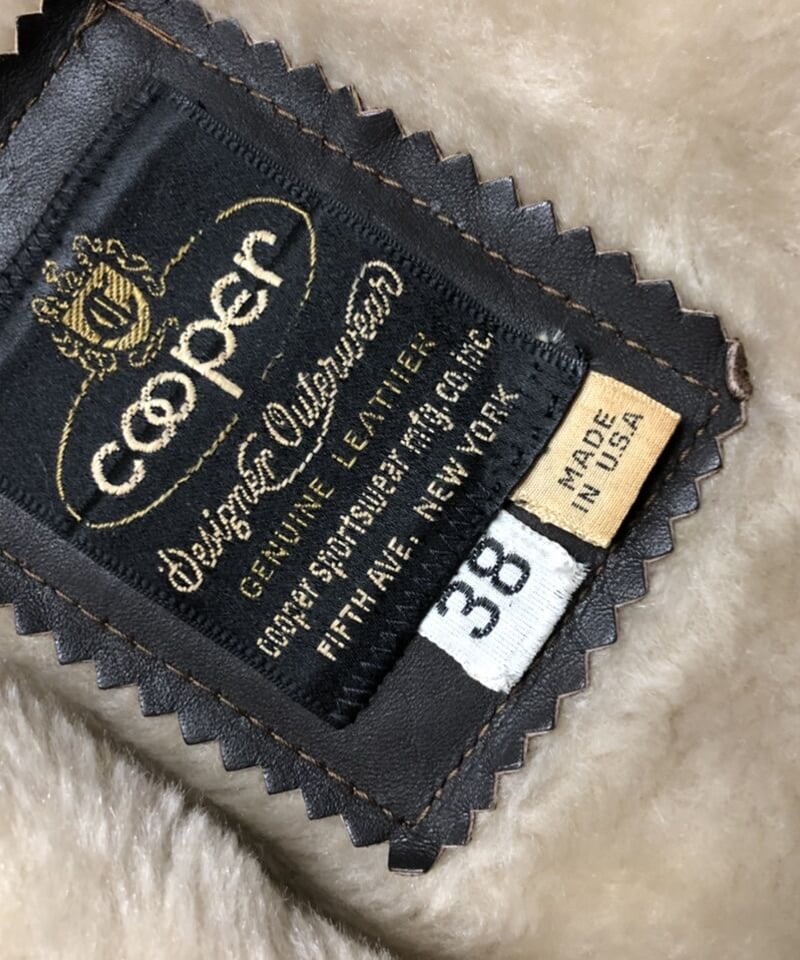 cooper
Designer Outerwear
GENUINE LEATHER
cooper sportswear mfg. co. inc.
FIFTH AVE. NEW YORK
MADE
IN U.S.A
38